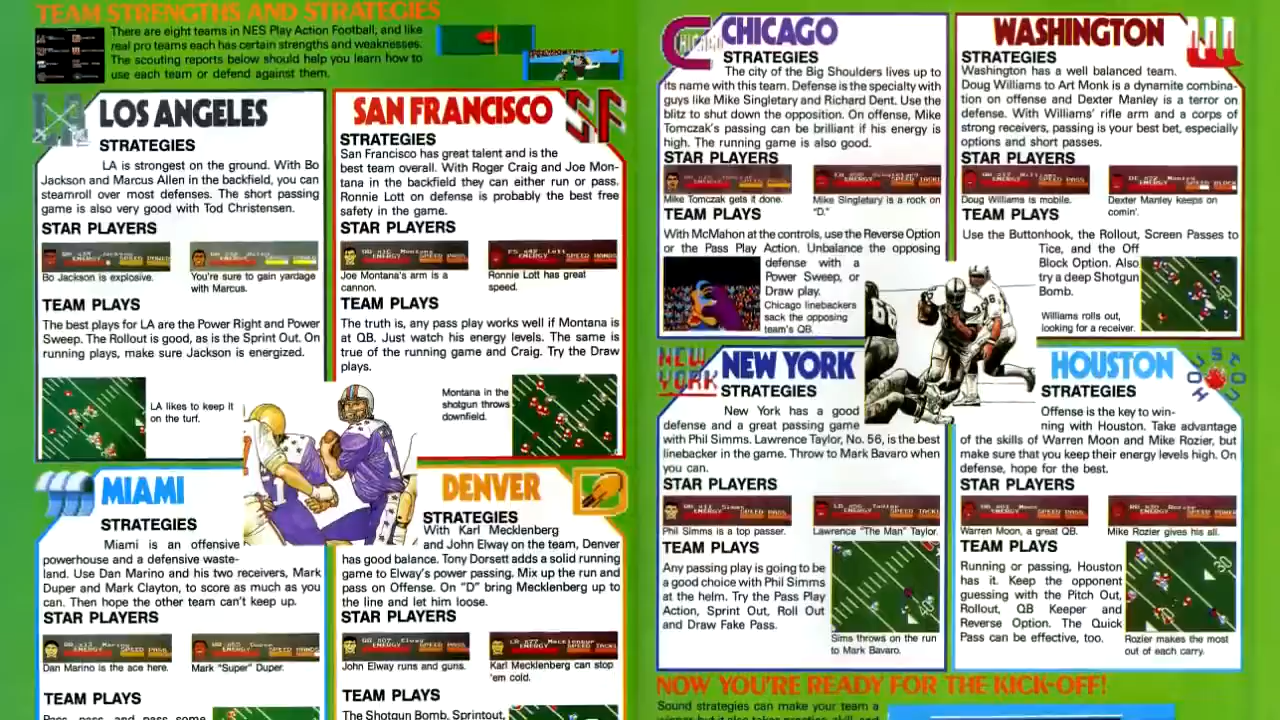 TEAM STRENGTHS AND STRATEGIES
There are eight teams in NES Play Action Football, and like
real pro teams each has certain strengths and weaknesses.
The scouting reports below should help you learn how to
use each team or defend against them.
LOS ANGELES
STRATEGIES
LA is strongest on the ground. With Bo
Jackson and Marcus Allen in the backfield, you can
steamroll over most defenses. The short passing
game is also very good with Tod Christensen.
STAR PLAYERS
Bo Jackson is explosive.
You're sure to gain yardage
with Marcus.
TEAM PLAYS
The best plays for LA are the Power Right and Power
Sweep. The Rollout is good, as is the Sprint Out. On
running plays, make sure Jackson is energized.
LA likes to keep it
on the turf.
SAN FRANCISCO
STRATEGIES
San Francisco has great talent and is the
best team overall. With Roger Craig and Joe Mon-
tana in the backfield they can either run or pass.
Ronnie Lott on defense is probably the best free
safety in the game.
STAR PLAYERS
Joe Montana's arm is a
cannon.
Ronnie Lott has great
speed.
TEAM PLAYS
The truth is, any pass play works well if Montana is
at QB. Just watch his energy levels. The same is
true of the running game and Craig. Try the Draw
plays.
Montana in the
shotgun throws
downfield.
MIAMI
STRATEGIES
Miami is an offensive
powerhouse and a defensive waste-
land. Use Dan Marino and his two receivers, Mark
Duper and Mark Clayton, to score as much as you
can. Then hope the other team can't keep up.
STAR PLAYERS
Dan Marino is the ace here.
Mark "Super" Duper.
TEAM PLAYS
Pass, pass, and pass some
DENVER
STRATEGIES
With Karl Mecklenberg
and John Elway on the team, Denver
has good balance. Tony Dorsett adds a solid running
game to Elway's power passing. Mix up the run and
pass on Offense. On "D" bring Mecklenberg up to
the line and let him loose.
STAR PLAYERS
John Elway runs and guns.
Karl Mecklenberg can stop
'em cold.
TEAM PLAYS
The Shotgun Bomb, Sprintout,
CHICAGO
STRATEGIES
The city of the Big Shoulders lives up to
its name with this team. Defense is the specialty with
guys like Mike Singletary and Richard Dent. Use the
blitz to shut down the opposition. On offense, Mike
Tomczak's passing can be brilliant if his energy is
high. The running game is also good.
STAR PLAYERS
Mike Tomczak gets it done.
Mike Singletary is a rock on
"D."
TEAM PLAYS
With McMahon at the controls, use the Reverse Option
or the Pass Play Action. Unbalance the opposing
defense with a
Power Sweep, or
Draw play.
Chicago linebackers
sack the opposing
team's QB.
WASHINGTON
STRATEGIES
Washington has a well balanced team.
Doug Williams to Art Monk is a dynamite combina-
tion on offense and Dexter Manley is a terror on
defense. With Williams' rifle arm and a corps of
strong receivers, passing is your best bet, especially
options and short passes.
STAR PLAYERS
Doug Williams is mobile.
Dexter Manley keeps on
comin'.
TEAM PLAYS
Use the Buttonhook, the Rollout, Screen Passes to
Tice, and the Off
Block Option. Also
try a deep Shotgun
Bomb.
Williams rolls out,
looking for a receiver.
NEW YORK
STRATEGIES
New York has a good
defense and a great passing game
with Phil Simms. Lawrence Taylor, No. 56, is the best
linebacker in the game. Throw to Mark Bavaro when
you can.
STAR PLAYERS
Phil Simms is a top passer.
Lawrence "The Man" Taylor.
TEAM PLAYS
Any passing play is going to be
a good choice with Phil Simms
at the helm. Try the Pass Play
Action, Sprint Out, Roll Out
and Draw Fake Pass.
Sims throws on the run
to Mark Bavaro.
HOUSTON
STRATEGIES
Offense is the key to win-
ning with Houston. Take advantage
of the skills of Warren Moon and Mike Rozier, but
make sure that you keep their energy levels high. On
defense, hope for the best.
STAR PLAYERS
Warren Moon, a great QB.
Mike Rozier gives his all.
TEAM PLAYS
Running or passing, Houston
has it. Keep the opponent
guessing with the Pitch Out,
Rollout, QB Keeper and
Reverse Option. The Quick
Pass can be effective, too.
Rozier makes the most
out of each carry.
NOW YOU'RE READY FOR THE KICK-OFF!
Sound strategies can make your team a